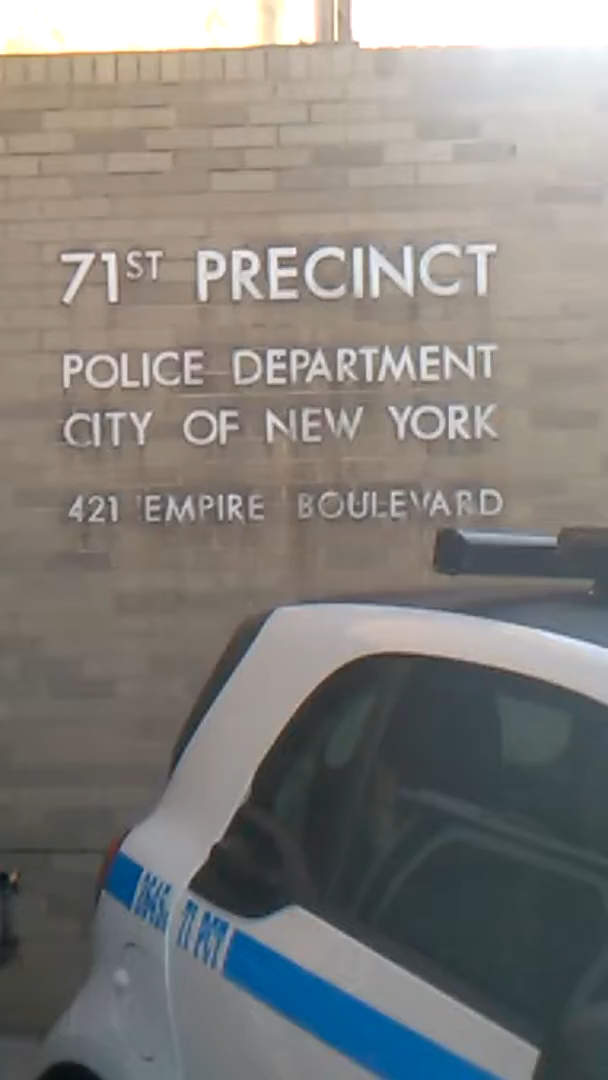 71ST PRECINCT
POLICE DEPARTMENT
CITY OF NEW YORK
421 EMPIRE BOULEVARD
71 PCT